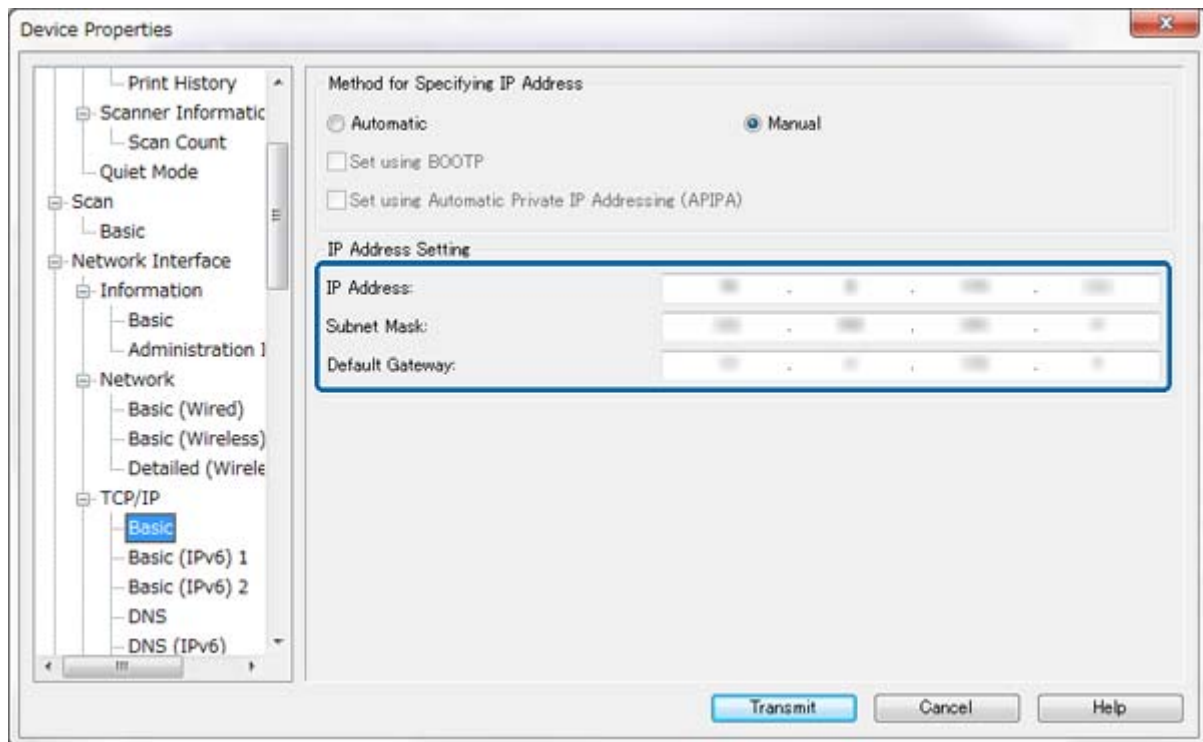 Device Properties
Print History
Scanner Informatic
Scan Count
Quiet Mode
Scan
Basic
Network Interface
Information
Basic
Administration I
Network
Basic (Wired)
Basic (Wireless)
Detailed (Wirele
TCP/IP
Basic
Basic (IPv6) 1
Basic (IPv6) 2
DNS
DNS (IPv6)
Method for Specifying IP Address
Automatic
Manual
Set using BOOTP
Set using Automatic Private IP Addressing (APIPA)
IP Address Setting
IP Address:
Subnet Mask:
Default Gateway:
Transmit
Cancel
Help